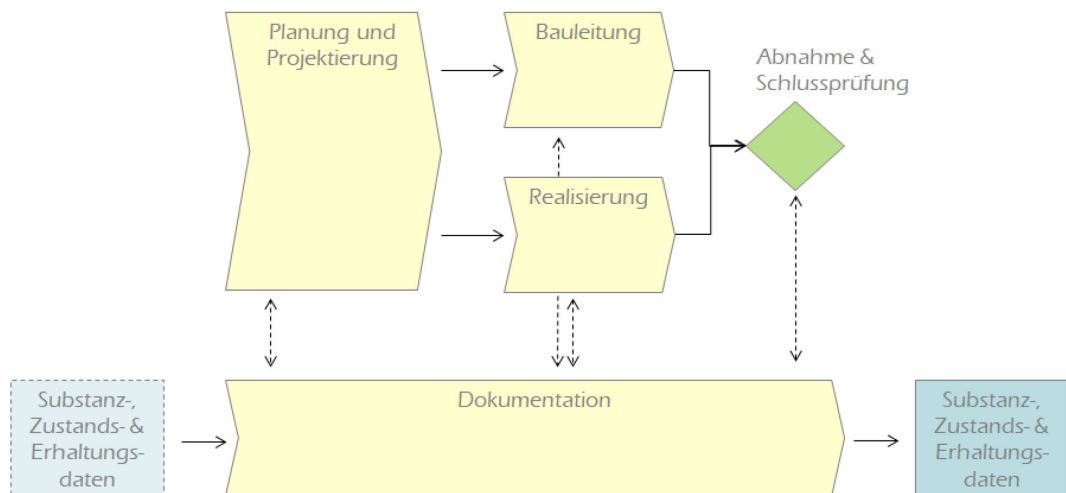 Planung und
Projektierung
Bauleitung
Abnahme &
Schlussprüfung
Realisierung
Substanz-,
Zustands- &
Erhaltungs-
daten
Dokumentation
Substanz-,
Zustands- &
Erhaltungs-
daten